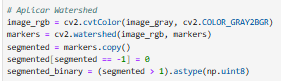 # Aplicar Watershed
image_rgb = cv2.cvtColor(image_gray, cv2.COLOR_GRAY2BGR)
markers = cv2.watershed(image_rgb, markers)
segmented = markers.copy()
segmented[segmented == -1] = 0
segmented_binary = (segmented > 1).astype(np.uint8)